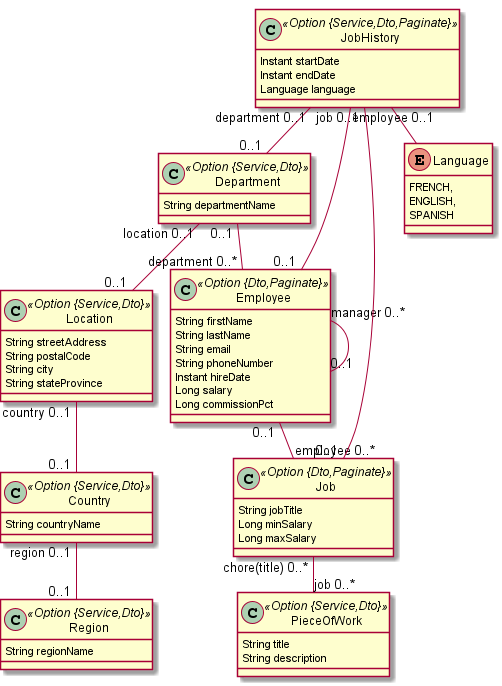 C «Option {Service,Dto,Paginate}»
JobHistory
Instant startDate
Instant endDate
Language language
department 0..1
job 0..1
employee 0..1
0..1
C «Option {Service,Dto}»
Department
String departmentName
E Language
FRENCH,
ENGLISH,
SPANISH
location 0..1
0..1
department 0..*
0..1
0..1
C «Option {Service,Dto}»
Location
String streetAddress
String postalCode
String city
String stateProvince
C «Option {Dto,Paginate}»
Employee
String firstName
String lastName
String email
String phoneNumber
Instant hireDate
Long salary
Long commissionPct
manager 0..*
0..1
country 0..1
0..1
0..1
employee 0..*
0..1
C «Option {Service,Dto}»
Country
String countryName
C «Option {Dto,Paginate}»
Job
String jobTitle
Long minSalary
Long maxSalary
region 0..1
0..1
chore(title) 0..*
job 0..*
C «Option {Service,Dto}»
Region
String regionName
C «Option {Service,Dto}»
PieceOfWork
String title
String description